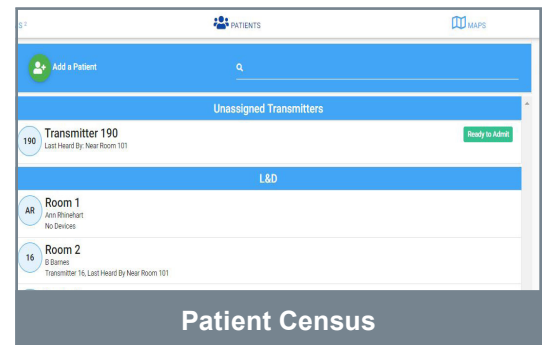 S 2
PATIENTS
MAPS
Add a Patient
Unassigned Transmitters
190
Transmitter 190
Last Heard By: Near Room 101
Ready to Admit
L&D
AR
Room 1
Ann Rhinehart
No Devices
16
Room 2
B Barnes
Transmitter 16, Last Heard By Near Room 101
Patient Census